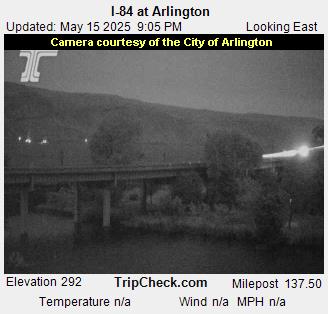 I-84 at Arlington
Updated: May 15 2025 9:05 PM Looking East
Camera courtesy of the City of Arlington
Elevation 292 TripCheck.com Milepost 137.50
Temperature n/a Wind n/a MPH n/a